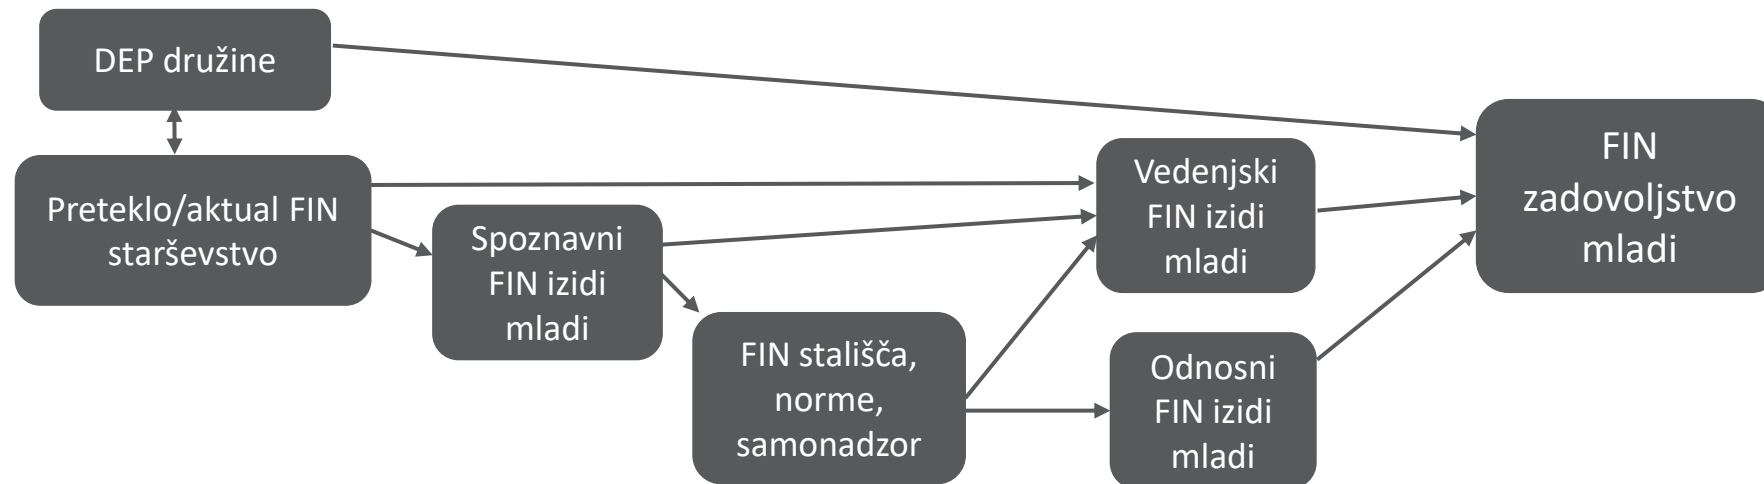 DEP družine
Preteklo/aktual FIN
starševstvo
Spoznavni
FIN izidi
mladi
FIN stališča,
norme,
samonadzor
Vedenjski
FIN izidi
mladi
Odnosni
FIN izidi
mladi
FIN
zadovoljstvo
mladi